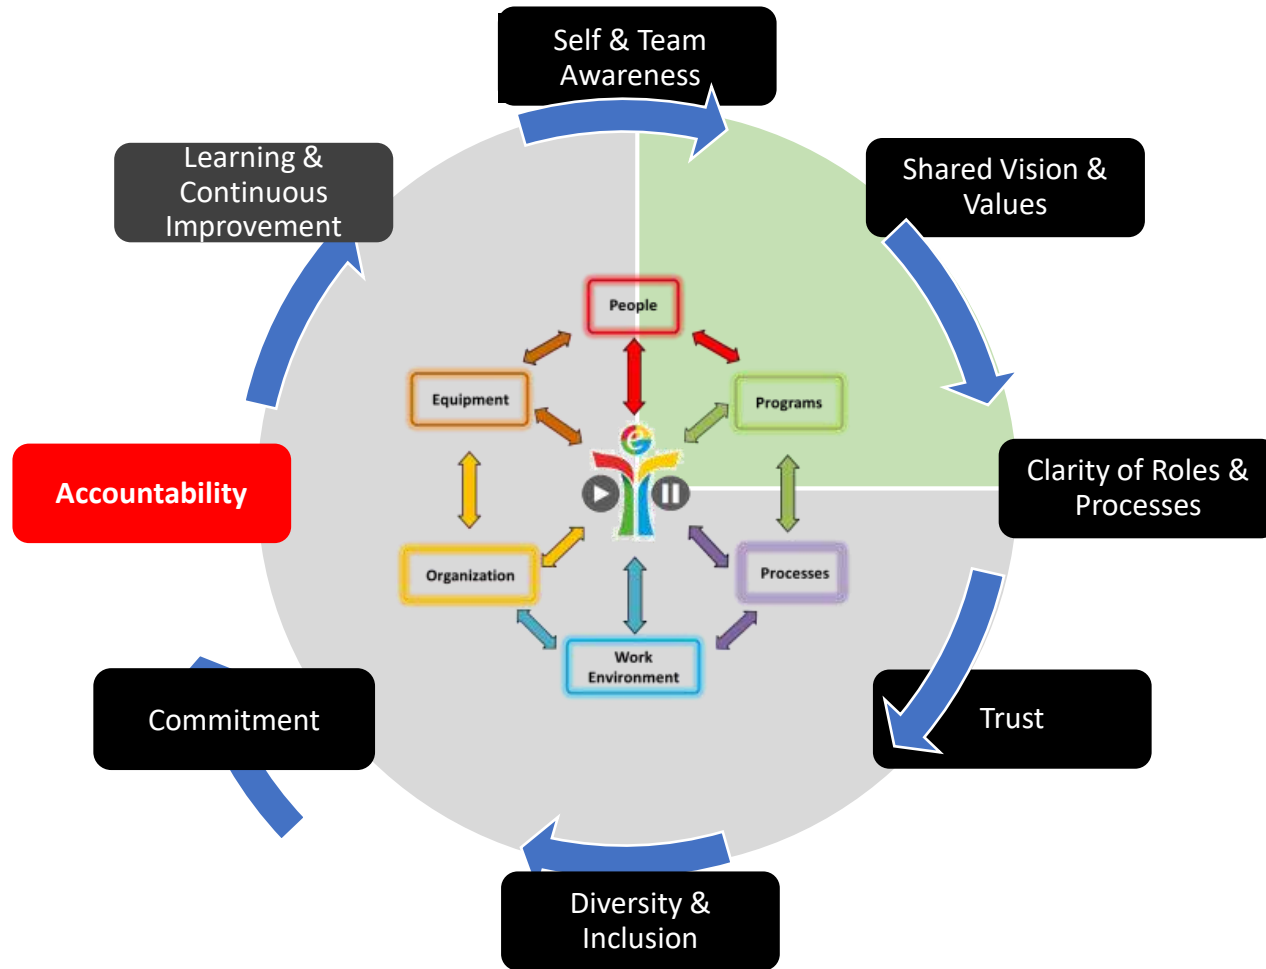 Self & Team
Awareness
Learning &
Continuous
Improvement
Shared Vision &
Values
People
Equipment
Programs
e
Accountability
Clarity of Roles &
Processes
Organization
Processes
Work
Environment
Commitment
Trust
Diversity &
Inclusion